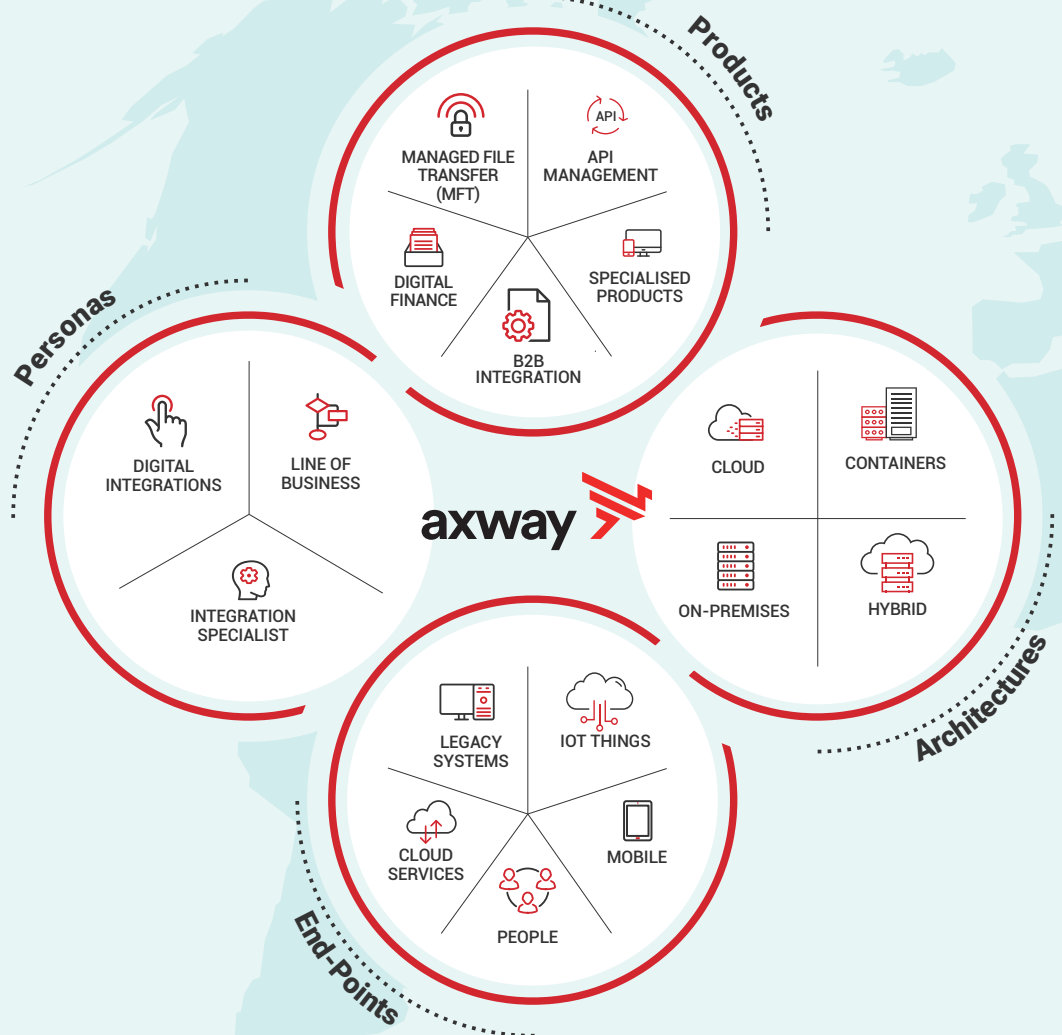 Products
MANAGED FILE
TRANSFER
(MFT)
API
API
MANAGEMENT
DIGITAL
FINANCE
SPECIALISED
PRODUCTS
B2B
INTEGRATION
Personas
DIGITAL
INTEGRATIONS
LINE OF
BUSINESS
INTEGRATION
SPECIALIST
axway
CLOUD
CONTAINERS
ON-PREMISES
HYBRID
Architectures
LEGACY
SYSTEMS
IOT THINGS
CLOUD
SERVICES
MOBILE
PEOPLE
End-Points